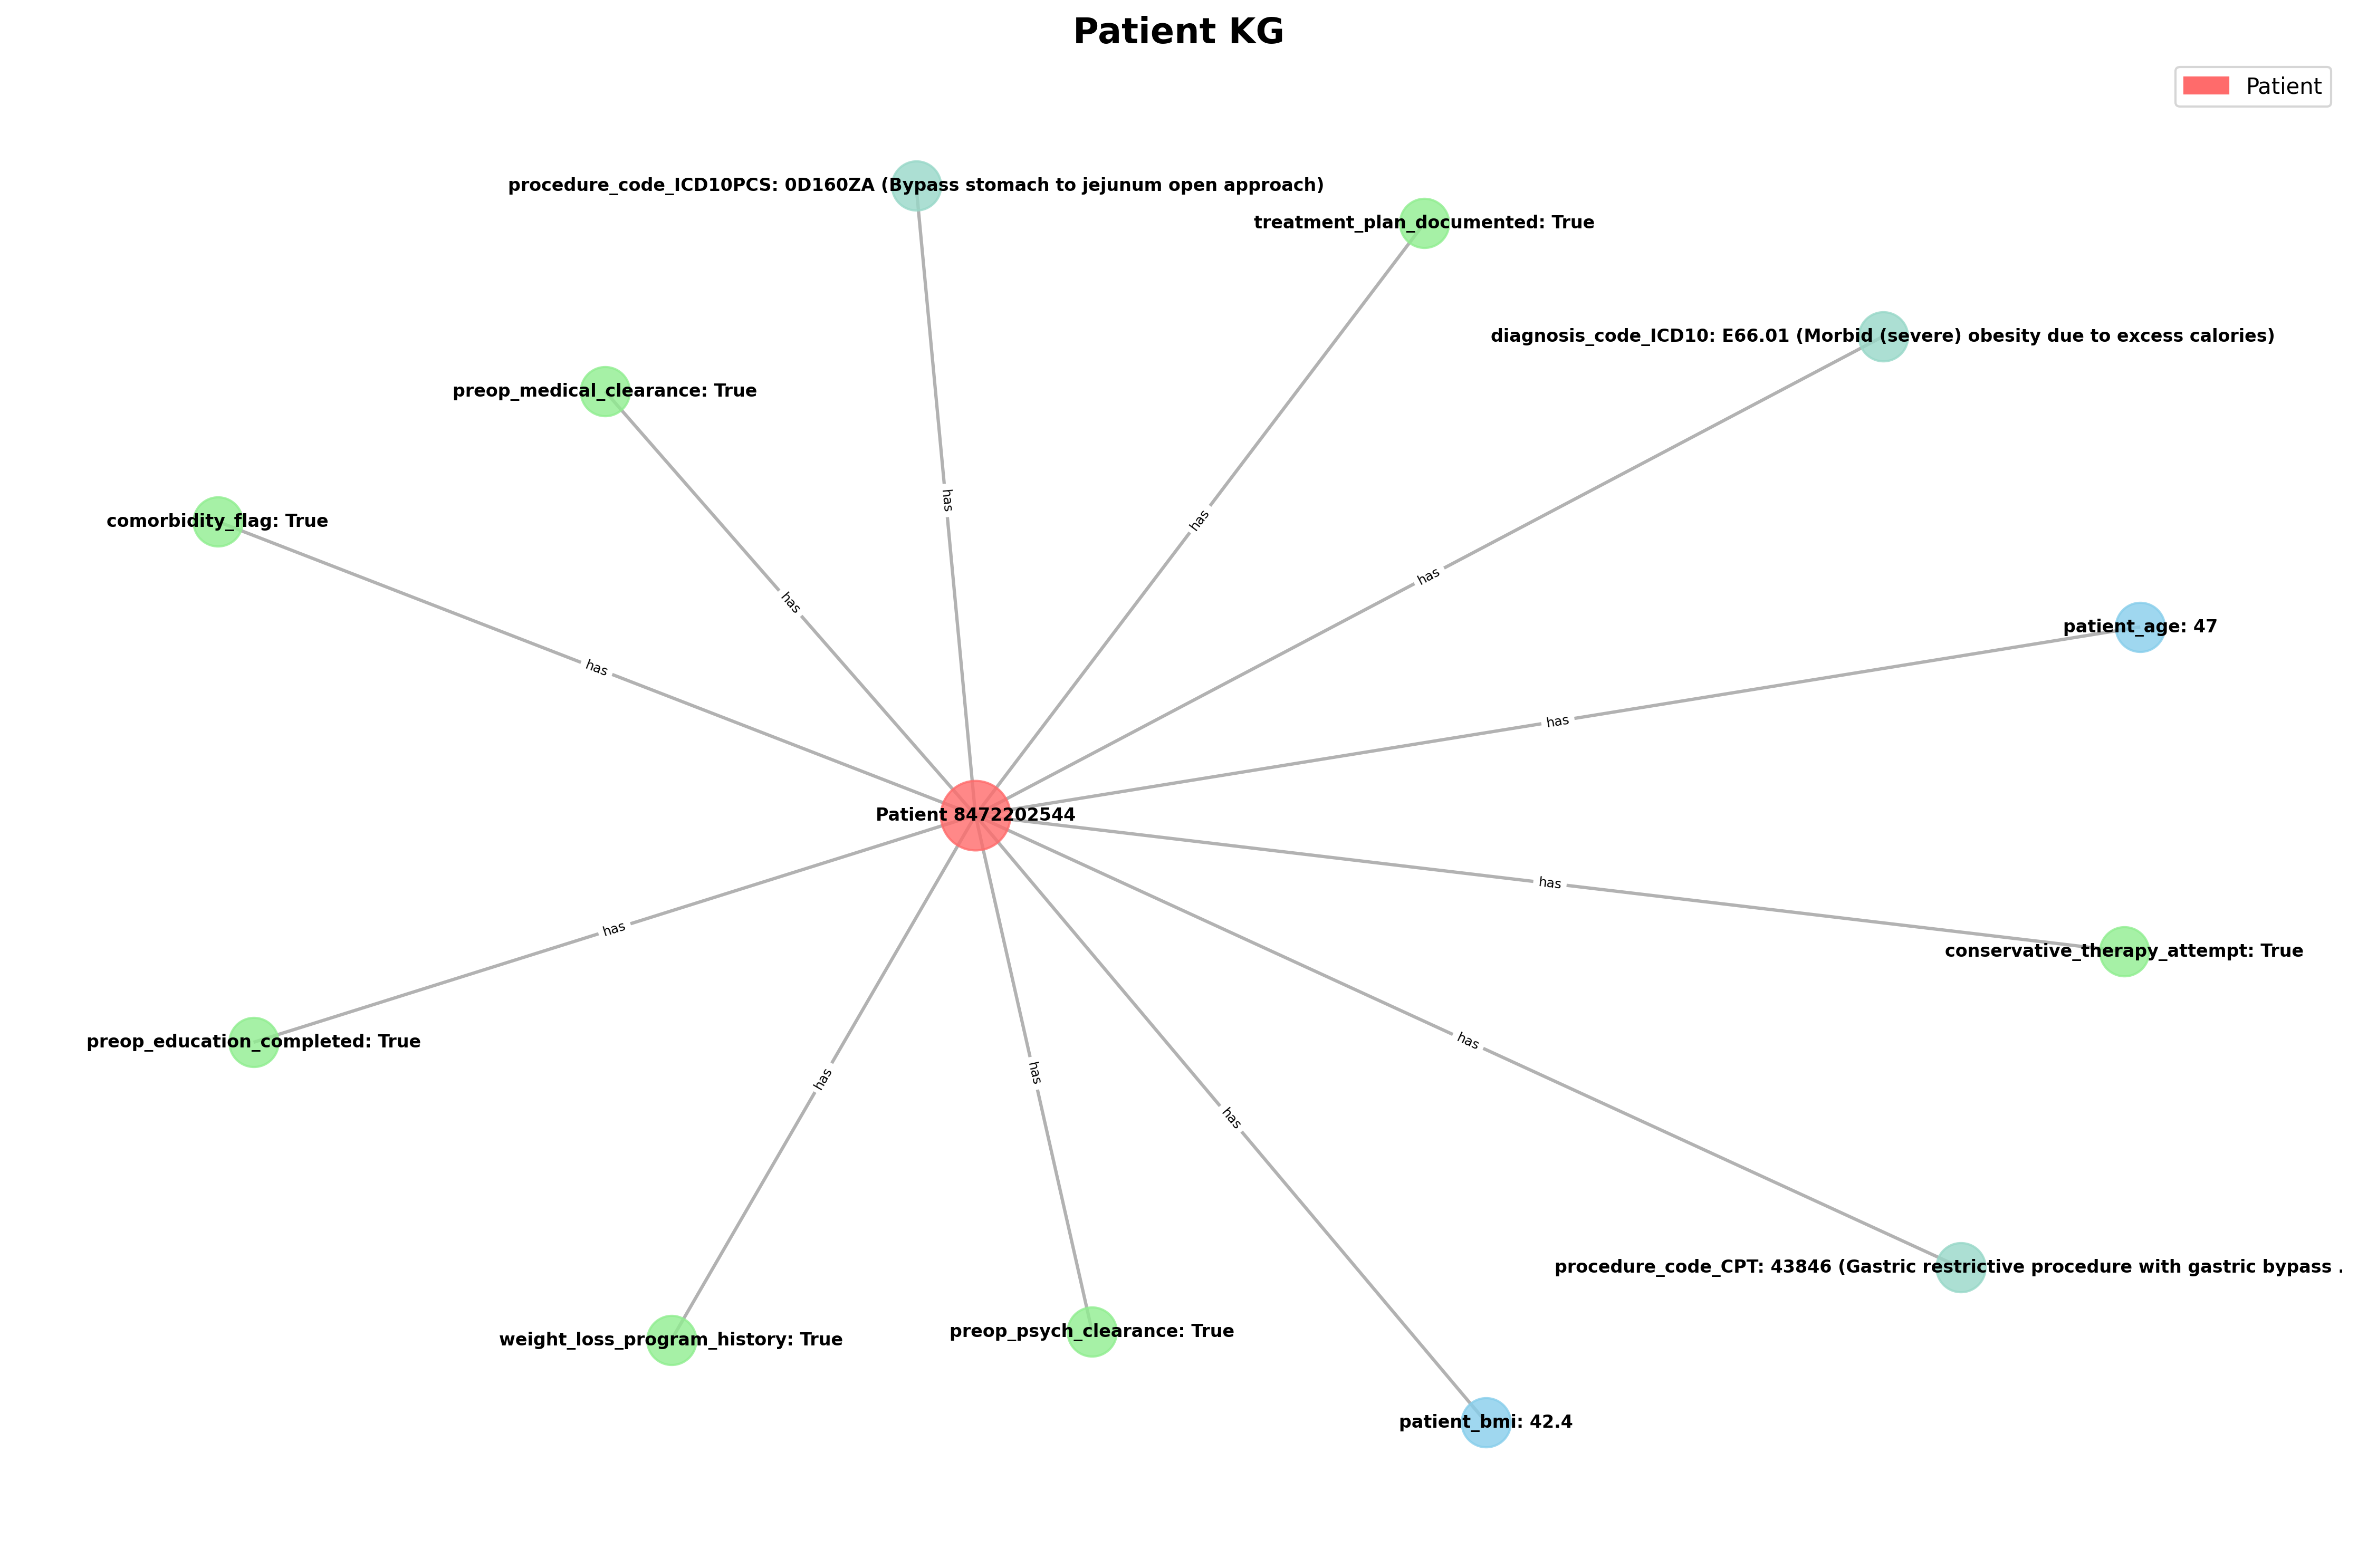 Patient KG
Patient
procedure_code_ICD10PCS: 0D160ZA (Bypass stomach to jejunum open approach)
treatment_plan_documented: True
diagnosis_code_ICD10: E66.01 (Morbid (severe) obesity due to excess calories)
preop_medical_clearance: True
has
has
comorbidity_flag: True
has
has
patient_age: 47
has
has
has
Patient 8472202544
has
has
conservative_therapy_attempt: True
preop_education_completed: True
has
has
has
has
procedure_code_CPT: 43846 (Gastric restrictive procedure with gastric bypass .
weight_loss_program_history: True
preop_psych_clearance: True
patient_bmi: 42.4